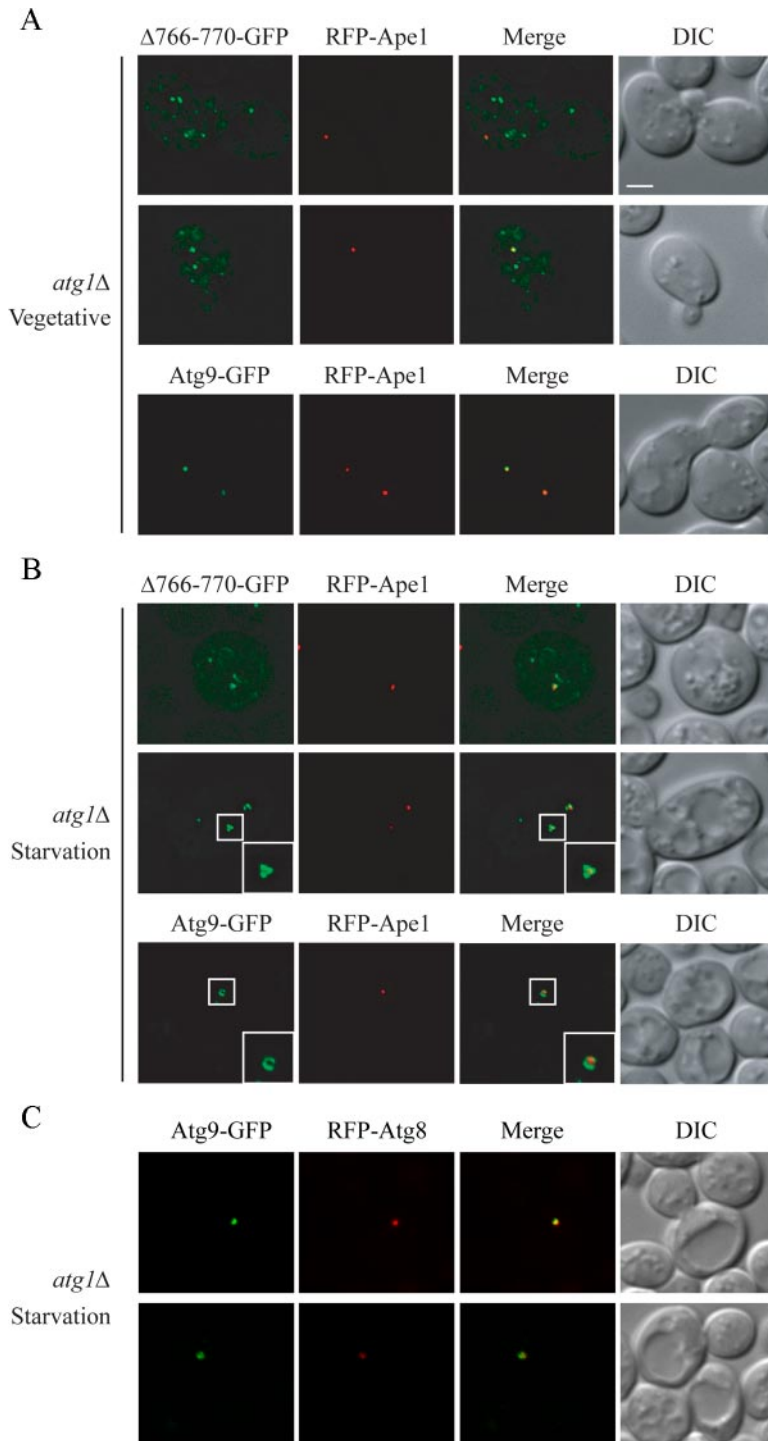 A
Δ766-770-GFP RFP-Ape1 Merge DIC
atg1Δ
Vegetative
Atg9-GFP RFP-Ape1 Merge DIC
B
Δ766-770-GFP RFP-Ape1 Merge DIC
atg1Δ
Starvation
Atg9-GFP RFP-Ape1 Merge DIC
C
Atg9-GFP RFP-Atg8 Merge DIC
atg1Δ
Starvation